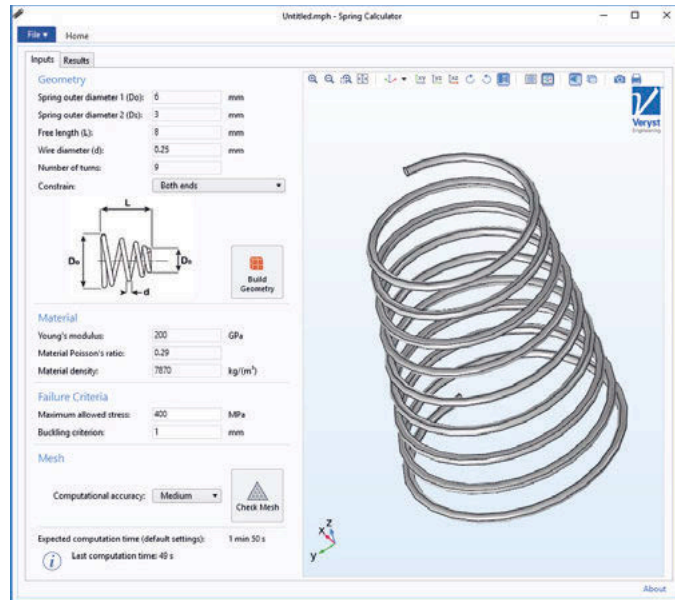 Untitled.mph - Spring Calculator
File ▾ Home
Inputs Results
Geometry
Spring outer diameter 1 (Do): 6 mm
Spring outer diameter 2 (Ds): 3 mm
Free length (L): 8 mm
Wire diameter (d): 0.25 mm
Number of turns: 9
Constrain: Both ends
L
Do Do
d
Build
Geometry
Material
Young's modulus: 200 GPa
Material Poisson's ratio: 0.29
Material density: 7870 kg/(m³)
Failure Criteria
Maximum allowed stress: 400 MPa
Buckling criterion: 1 mm
Mesh
Computational accuracy: Medium
Check Mesh
Expected computation time (default settings): 1 min 50 s
Last computation time: 49 s
Veryst
Engineering
z
x
y
About